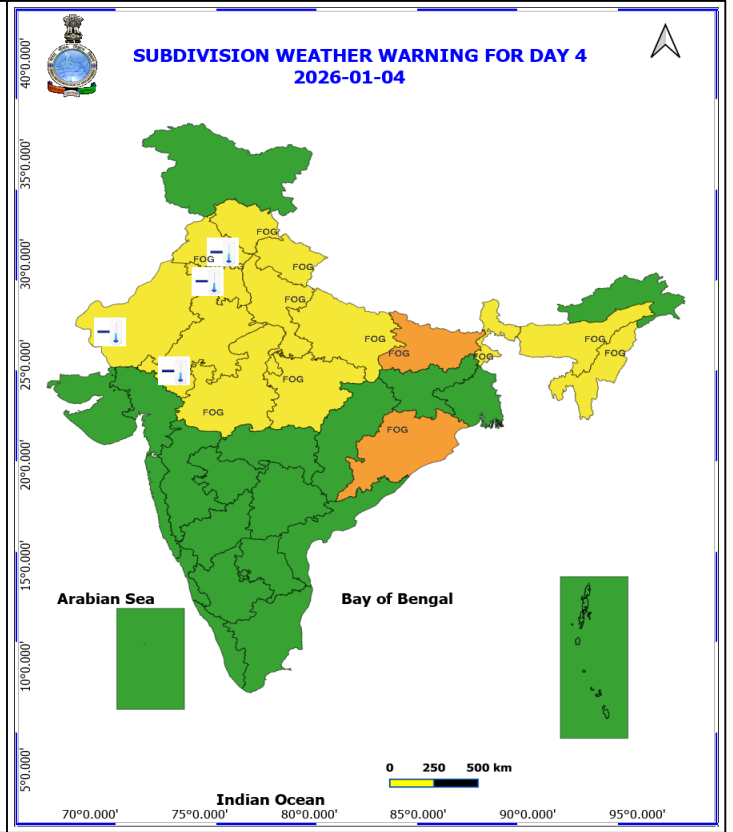 SUBDIVISION WEATHER WARNING FOR DAY 4
2026-01-04
40°0.000'
35°0.000'
30°0.000'
25°0.000'
20°0.000'
15°0.000'
10°0.000'
5°0.000'
FOG
FOG
FOG
FOG
FOG
FOG
FOG
FOG
FOG
FOG
FOG
FOG
FOG
Arabian Sea
Bay of Bengal
0 250 500 km
Indian Ocean
70°0.000' 75°0.000' 80°0.000' 85°0.000' 90°0.000' 95°0.000'